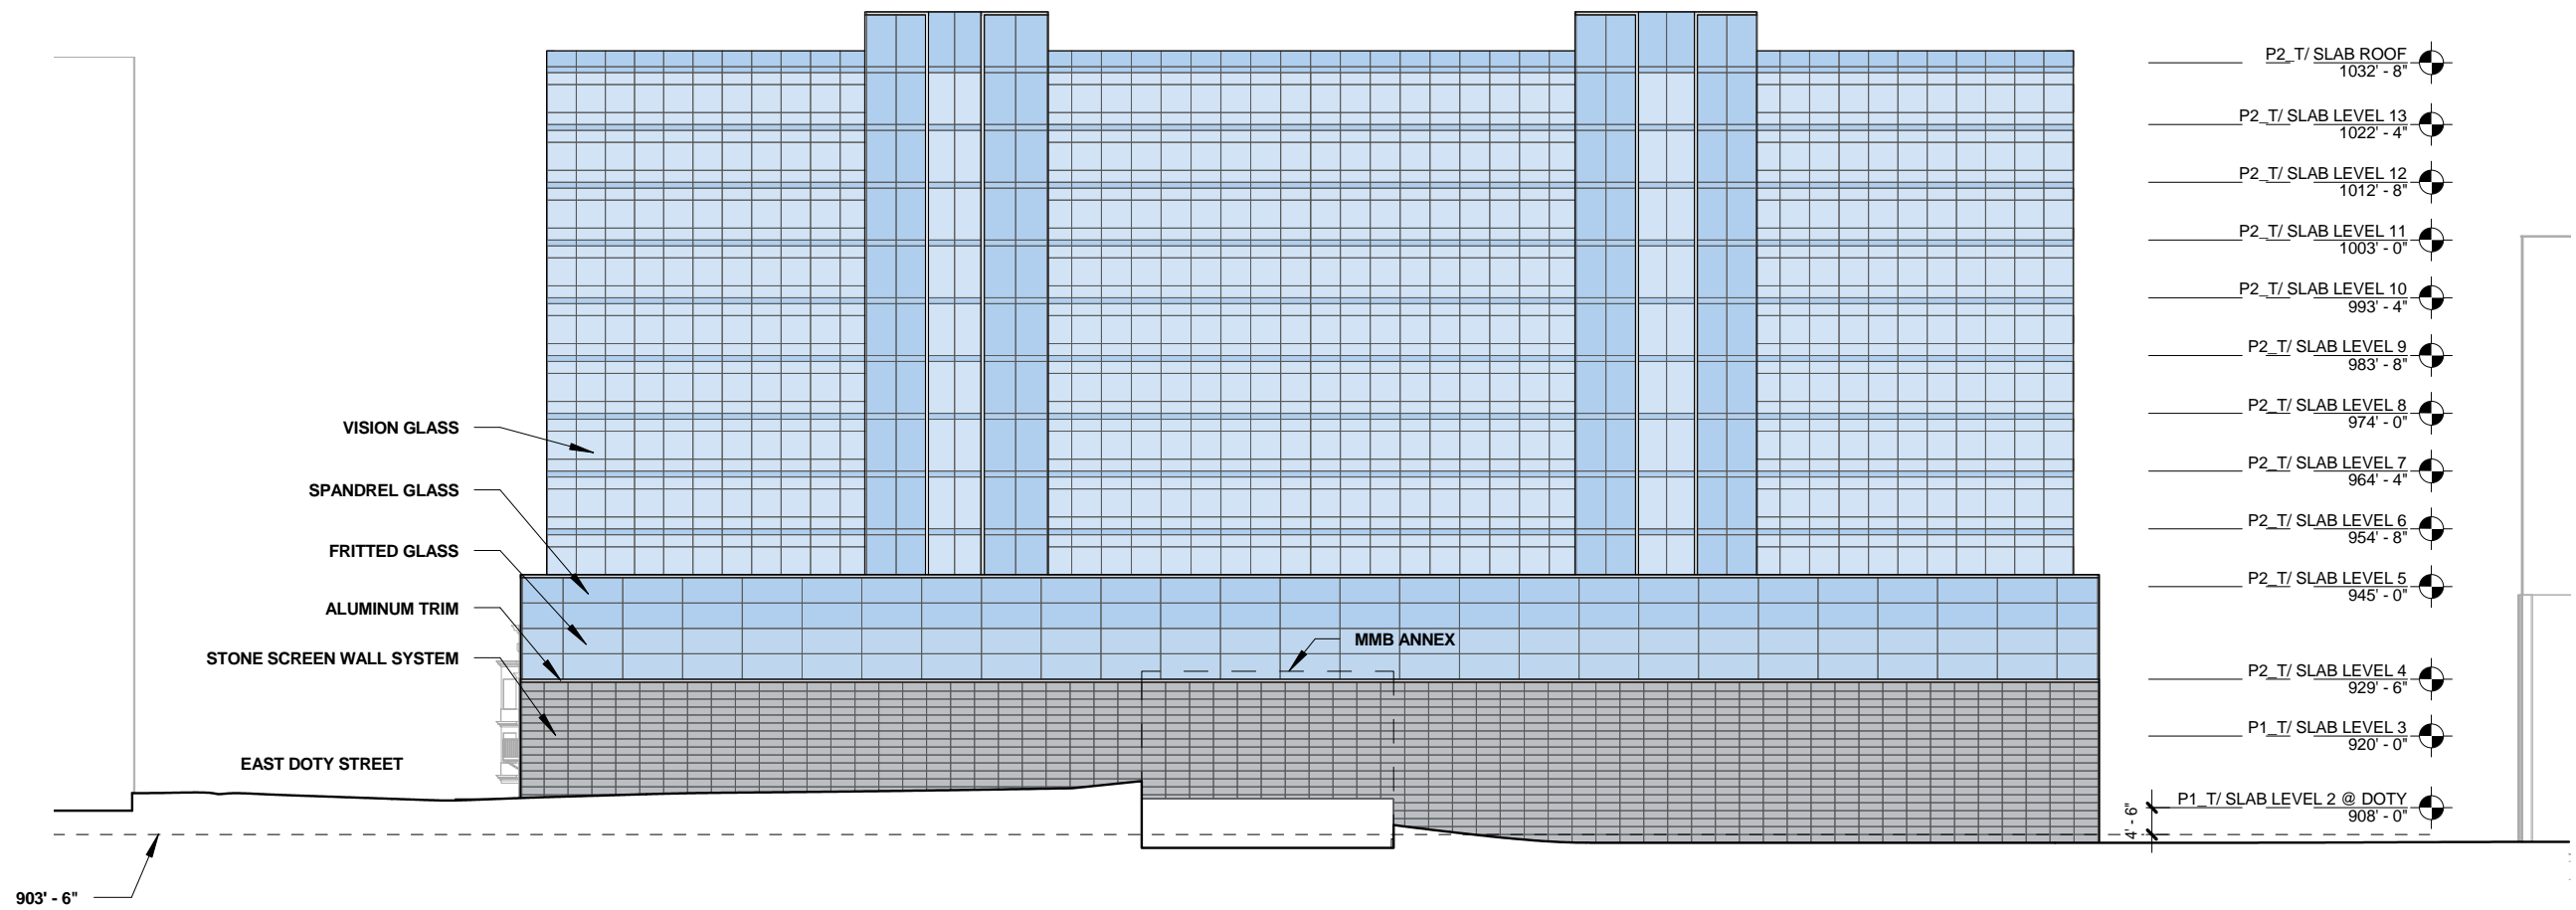 P2_T/ SLAB ROOF
1032' - 8"
P2_T/ SLAB LEVEL 13
1022' - 4"
P2_T/ SLAB LEVEL 12
1012' - 8"
P2_T/ SLAB LEVEL 11
1003' - 0"
P2_T/ SLAB LEVEL 10
993' - 4"
P2_T/ SLAB LEVEL 9
983' - 8"
P2_T/ SLAB LEVEL 8
974' - 0"
P2_T/ SLAB LEVEL 7
964' - 4"
P2_T/ SLAB LEVEL 6
954' - 8"
P2_T/ SLAB LEVEL 5
945' - 0"
P2_T/ SLAB LEVEL 4
929' - 6"
P1_T/ SLAB LEVEL 3
920' - 0"
P1_T/ SLAB LEVEL 2 @ DOTY
908' - 0"
4' - 6"
VISION GLASS
SPANDREL GLASS
FRITTED GLASS
ALUMINUM TRIM
STONE SCREEN WALL SYSTEM
MMB ANNEX
EAST DOTY STREET
903' - 6"